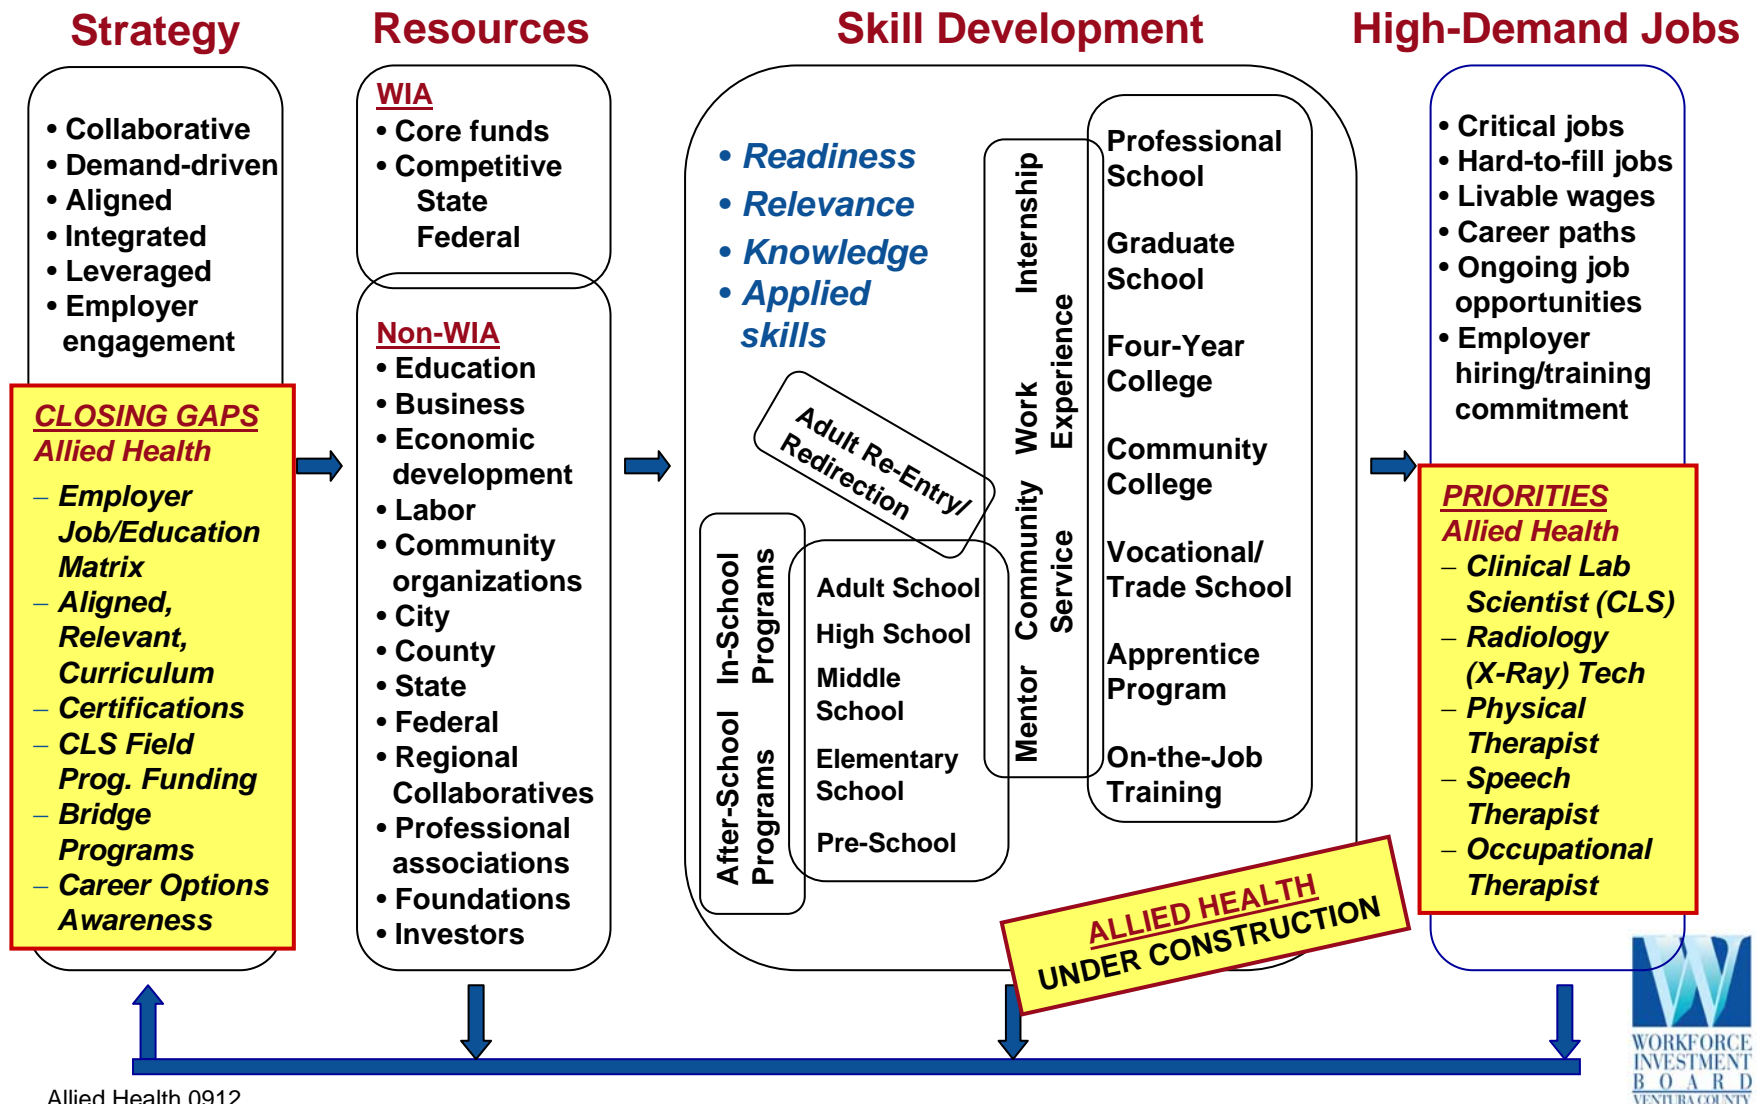 Strategy
• Collaborative
• Demand-driven
• Aligned
• Integrated
• Leveraged
• Employer
engagement
CLOSING GAPS
Allied Health
– Employer
Job/Education
Matrix
– Aligned,
Relevant,
Curriculum
– Certifications
– CLS Field
Prog. Funding
– Bridge
Programs
– Career Options
Awareness
Resources
WIA
• Core funds
• Competitive
State
Federal
Non-WIA
• Education
• Business
• Economic
development
• Labor
• Community
organizations
• City
• County
• State
• Federal
• Regional
Collaboratives
• Professional
associations
• Foundations
• Investors
Skill Development
• Readiness
• Relevance
• Knowledge
• Applied
skills
Adult Re-Entry/
Redirection
After-School In-School
Programs Programs
Adult School
High School
Middle
School
Elementary
School
Pre-School
Mentor Community Work Internship
Service Experience
Professional
School
Graduate
School
Four-Year
College
Community
College
Vocational/
Trade School
Apprentice
Program
On-the-Job
Training
ALLIED HEALTH
UNDER CONSTRUCTION
High-Demand Jobs
• Critical jobs
• Hard-to-fill jobs
• Livable wages
• Career paths
• Ongoing job
opportunities
• Employer
hiring/training
commitment
PRIORITIES
Allied Health
– Clinical Lab
Scientist (CLS)
– Radiology
(X-Ray) Tech
– Physical
Therapist
– Speech
Therapist
– Occupational
Therapist
W
WORKFORCE
INVESTMENT
BOARD
VENTURA COUNTY
Allied Health 0912